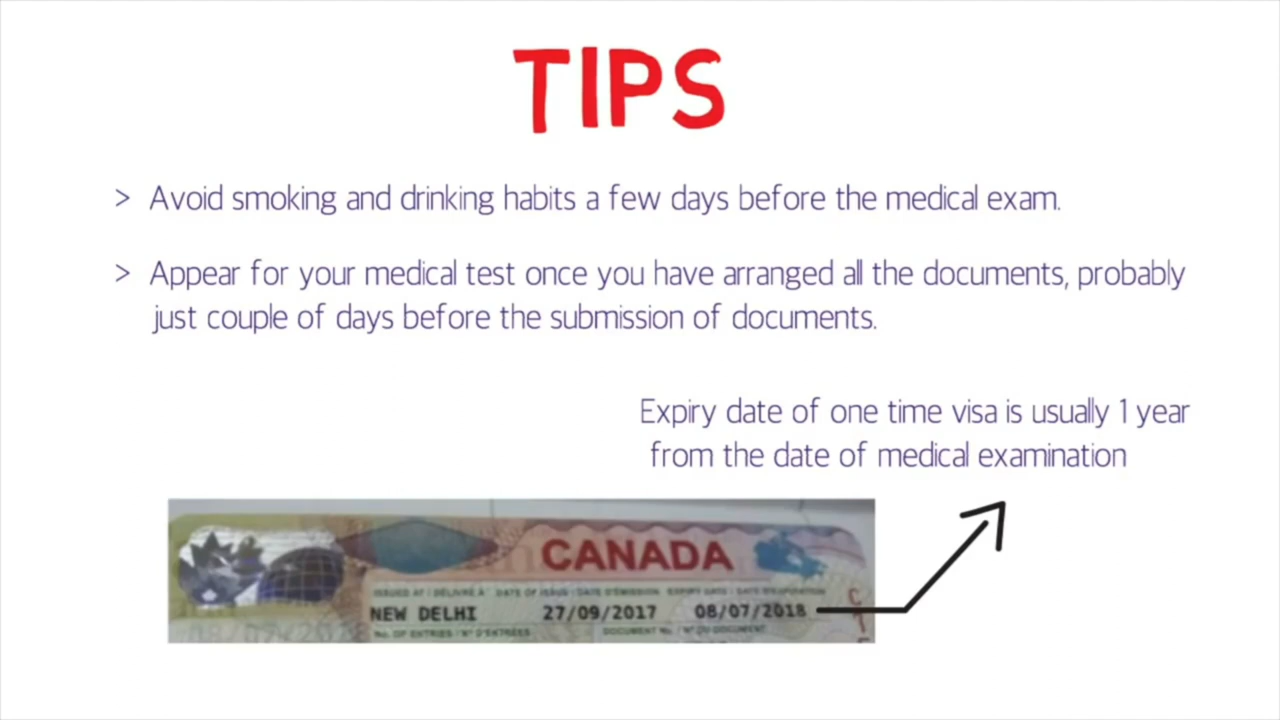 TIPS
> Avoid smoking and drinking habits a few days before the medical exam.
> Appear for your medical test once you have arranged all the documents, probably
just couple of days before the submission of documents.
Expiry date of one time visa is usually 1 year
from the date of medical examination
CANADA
ISSUED AT / DÉLIVRÉ À DATE OF ISSUE / DATE D'ÉMISSION EXPIRY DATE / DATE D'EXPIRATION
NEW DELHI 27/09/2017 08/07/2018
No. OF ENTRIES / Nº D'ENTRÉES DOCUMENT No. / Nº DU DOCUMENT